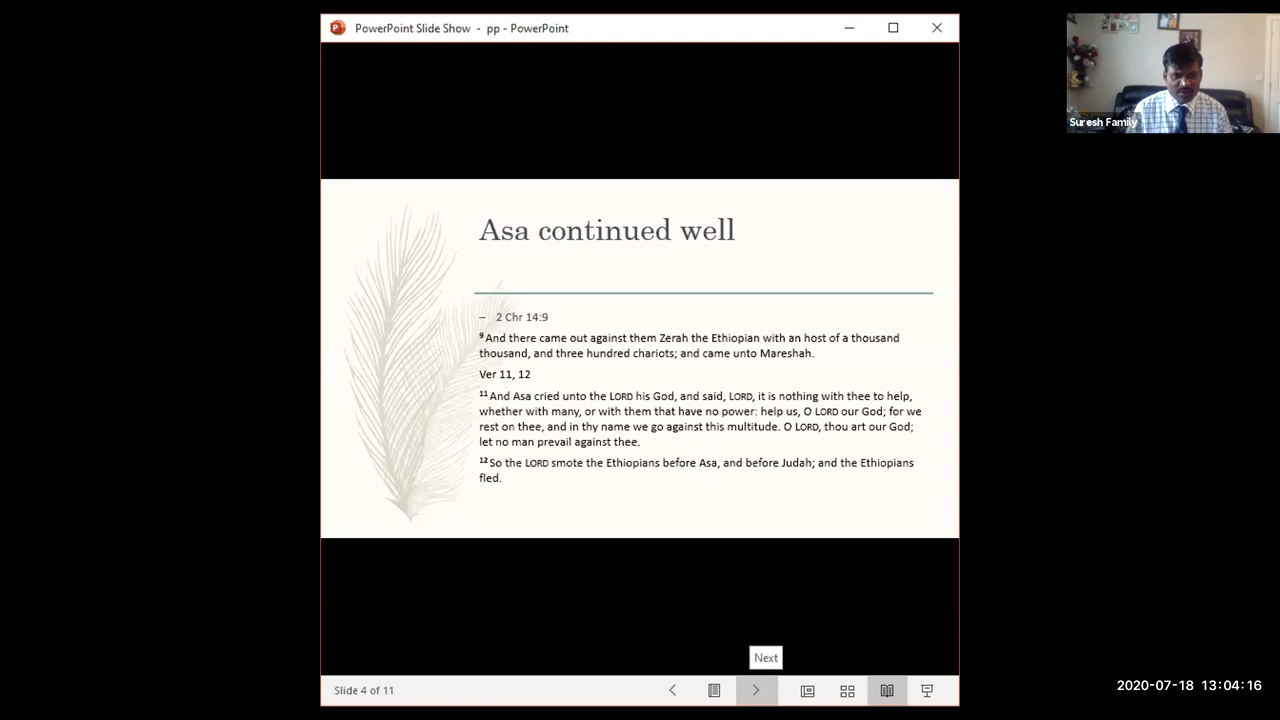 PowerPoint Slide Show - pp - PowerPoint
Suresh Family
Asa continued well
– 2 Chr 14:9
9 And there came out against them Zerah the Ethiopian with an host of a thousand
thousand, and three hundred chariots; and came unto Mareshah.
Ver 11, 12
11 And Asa cried unto the LORD his God, and said, LORD, it is nothing with thee to help,
whether with many, or with them that have no power: help us, O LORD our God; for we
rest on thee, and in thy name we go against this multitude. O LORD, thou art our God;
let no man prevail against thee.
12 So the LORD smote the Ethiopians before Asa, and before Judah; and the Ethiopians
fled.
Next
Slide 4 of 11
2020-07-18 13:04:16